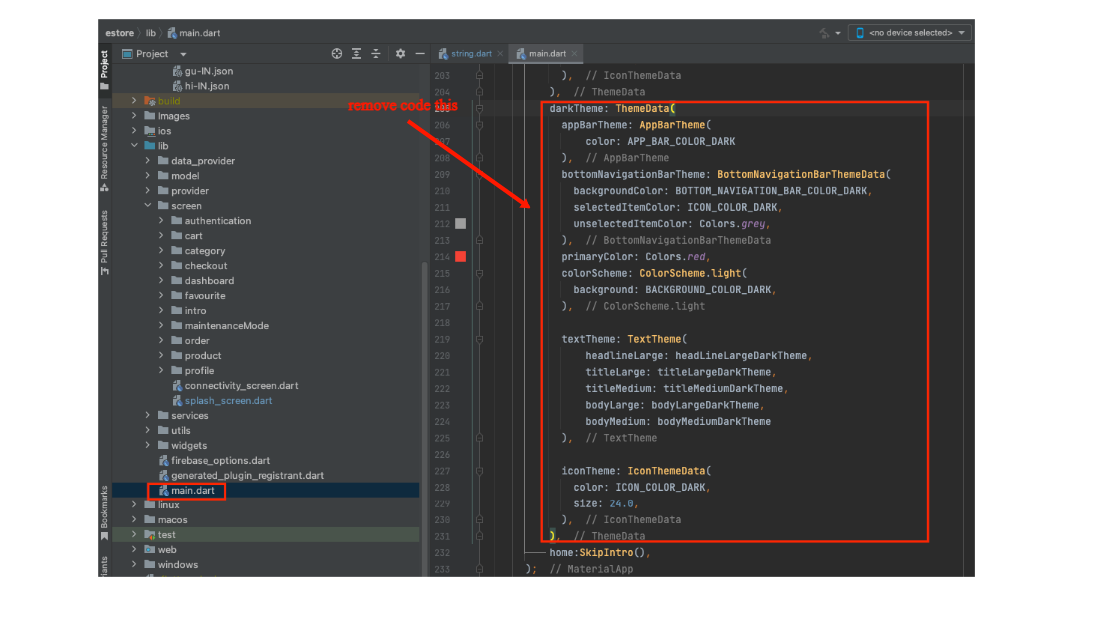 estore lib main.dart
<no device selected>
Project
string.dart
main.dart
Project
Resource Manager
Pull Requests
Bookmarks
gu-IN.json
hi-IN.json
build
Images
ios
lib
data_provider
model
provider
screen
authentication
cart
category
checkout
dashboard
favourite
intro
maintenanceMode
order
product
profile
connectivity_screen.dart
splash_screen.dart
services
utils
widgets
firebase_options.dart
generated_plugin_registrant.dart
main.dart
linux
macos
test
web
windows
remove code this
203 ), // IconThemeData
204 ), // ThemeData
205 darkTheme: ThemeData(
206 appBarTheme: AppBarTheme(
207 color: APP_BAR_COLOR_DARK
208 ), // AppBarTheme
209 bottomNavigationBarTheme: BottomNavigationBarThemeData(
210 backgroundColor: BOTTOM_NAVIGATION_BAR_COLOR_DARK,
211 selectedItemColor: ICON_COLOR_DARK,
212 unselectedItemColor: Colors.grey,
213 ), // BottomNavigationBarThemeData
214 primaryColor: Colors.red,
215 colorScheme: ColorScheme.light(
216 background: BACKGROUND_COLOR_DARK,
217 ), // ColorScheme.light
218
219 textTheme: TextTheme(
220 headlineLarge: headLineLargeDarkTheme,
221 titleLarge: titleLargeDarkTheme,
222 titleMedium: titleMediumDarkTheme,
223 bodyLarge: bodyLargeDarkTheme,
224 bodyMedium: bodyMediumDarkTheme
225 ), // TextTheme
226
227 iconTheme: IconThemeData(
228 color: ICON_COLOR_DARK,
229 size: 24.0,
230 ), // IconThemeData
231 ), // ThemeData
232 home:SkipIntro(),
233 ); // MaterialApp